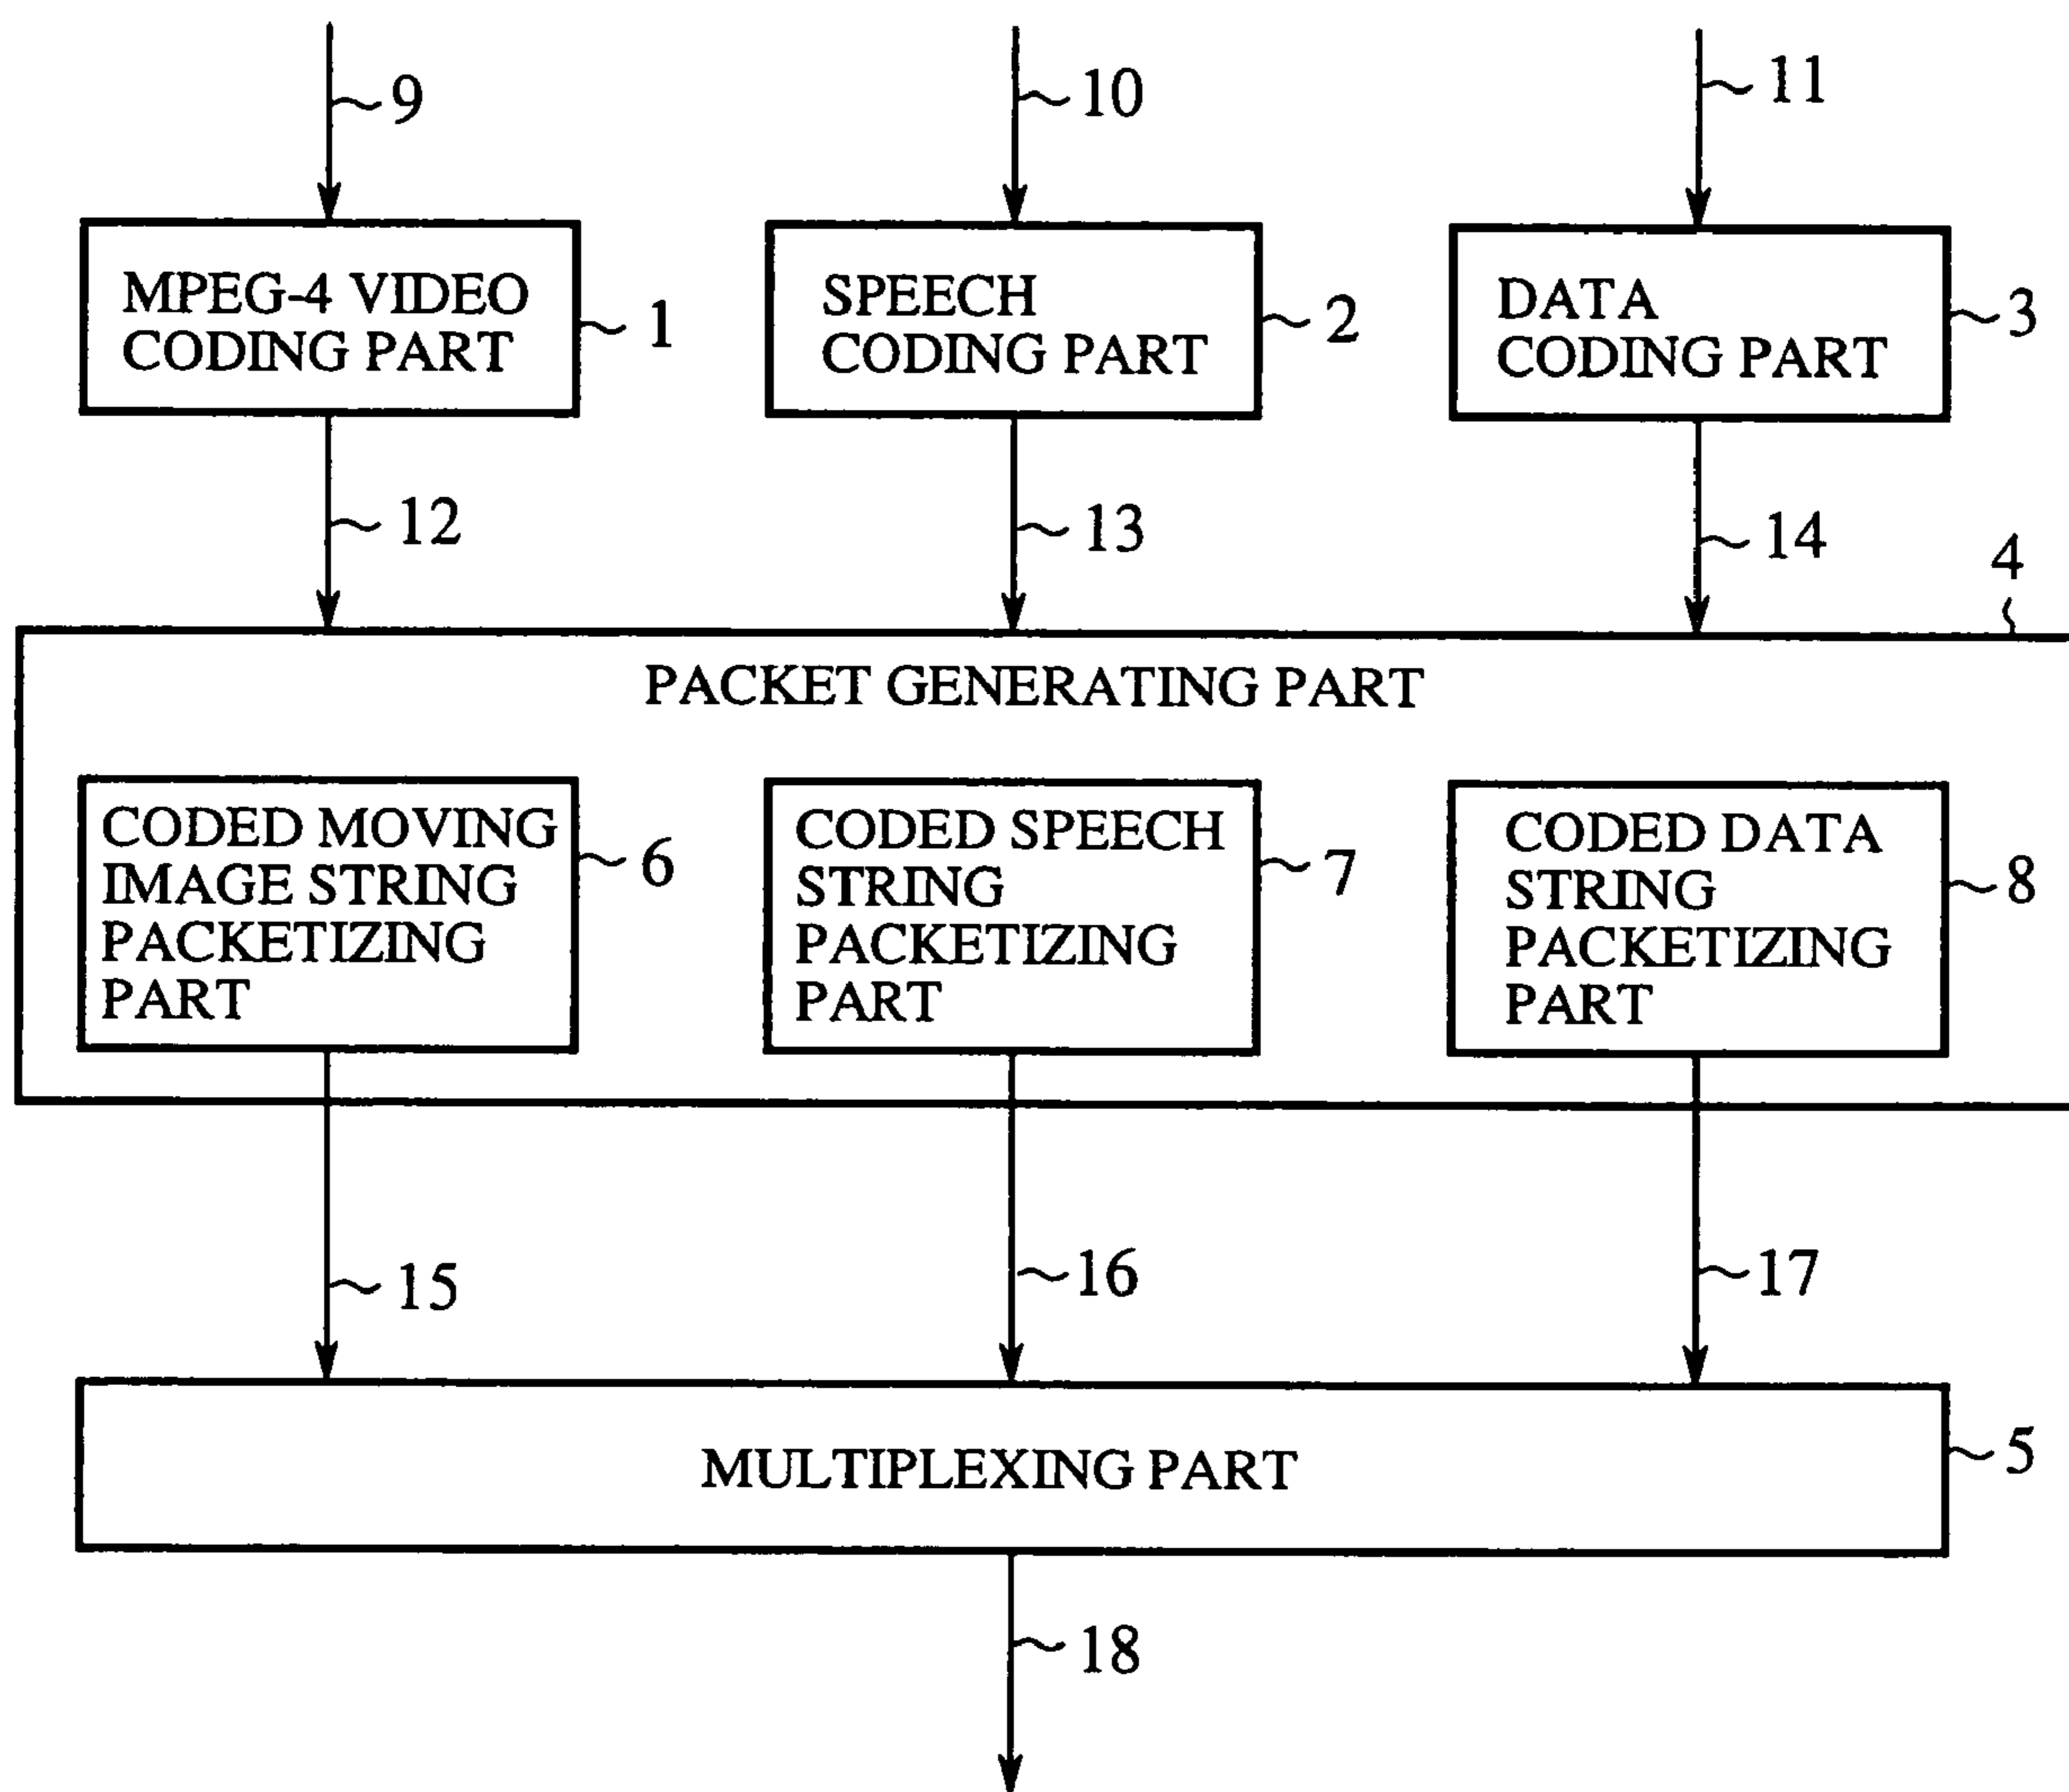 9
10
11
MPEG-4 VIDEO
CODING PART
1
SPEECH
CODING PART
2
DATA
CODING PART
3
12
13
14
4
PACKET GENERATING PART
CODED MOVING
IMAGE STRING
PACKETIZING
PART
6
CODED SPEECH
STRING
PACKETIZING
PART
7
CODED DATA
STRING
PACKETIZING
PART
8
15
16
17
MULTIPLEXING PART
5
18